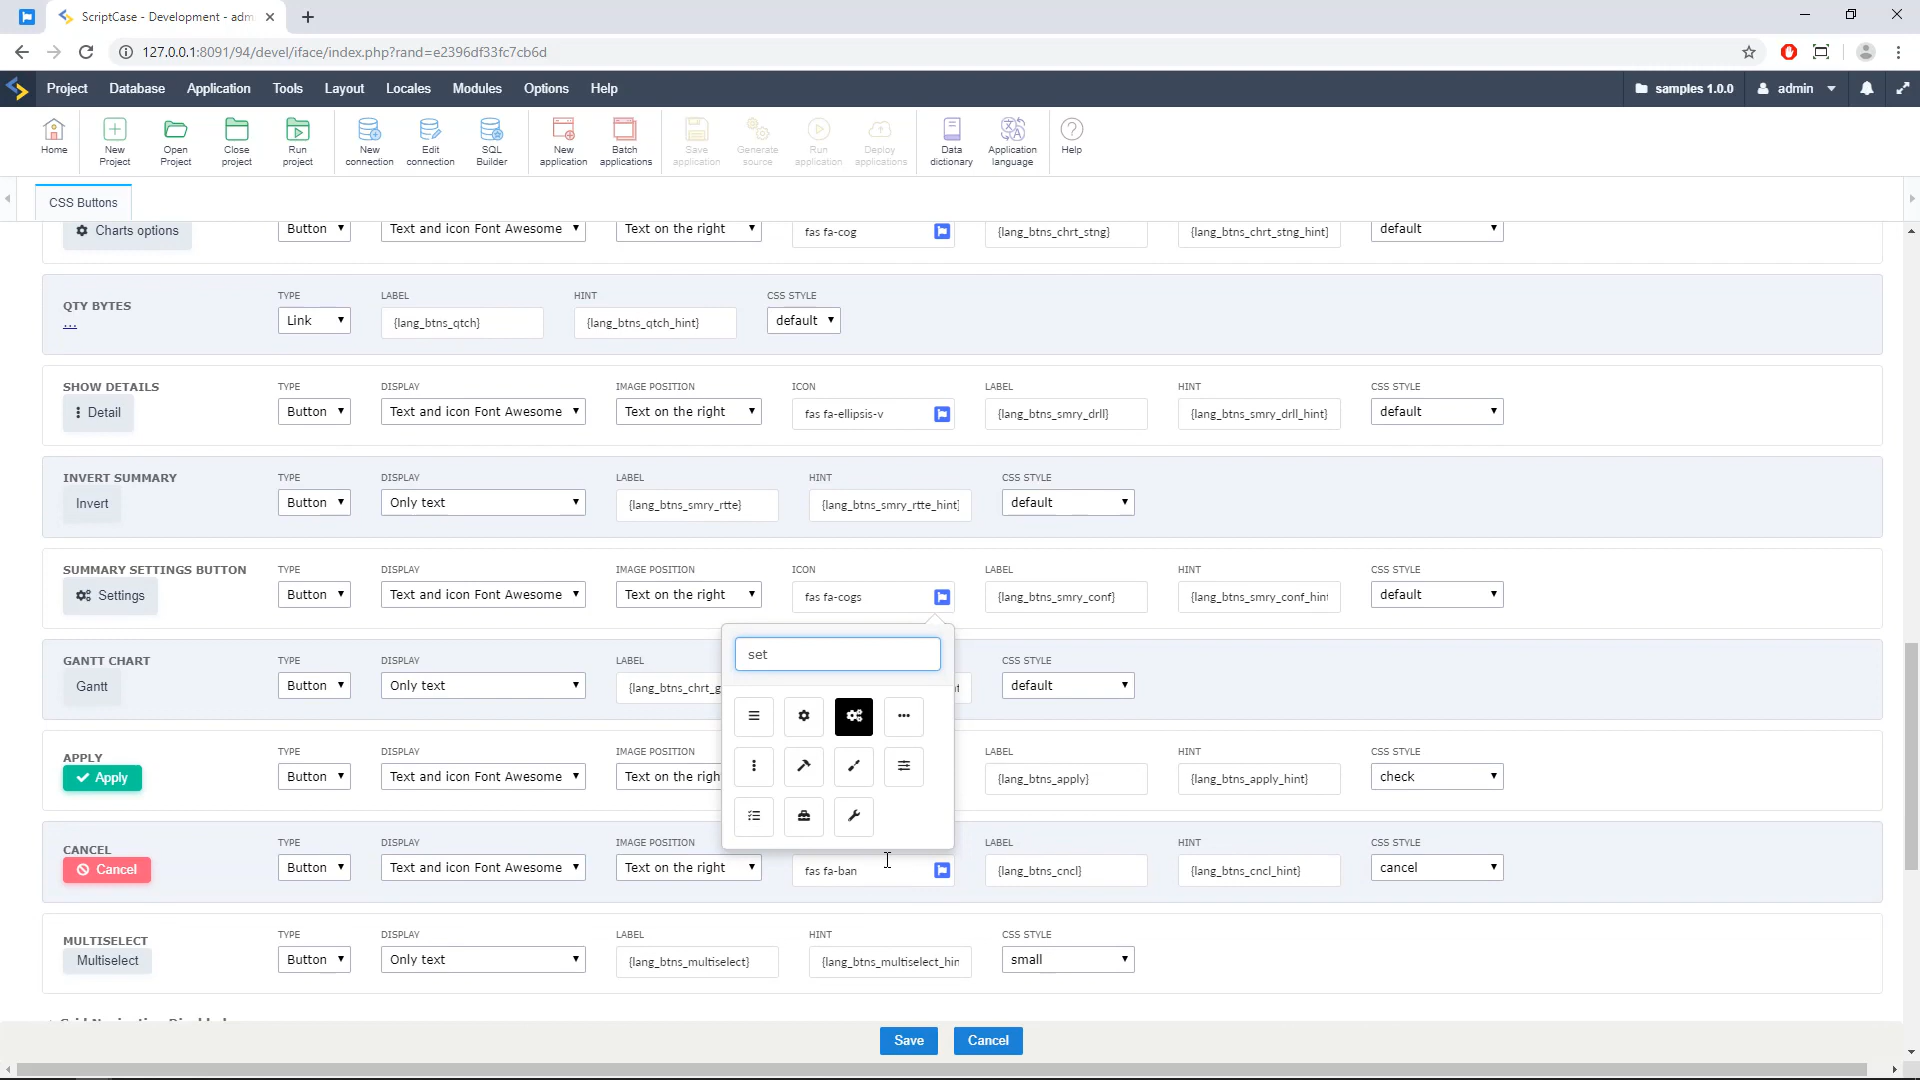 ScriptCase - Development - adm
127.0.0.1:8091/94/devel/iface/index.php?rand=e2396df33fc7cb6d
Project Database Application Tools Layout Locales Modules Options Help samples 1.0.0 admin
Home New Project Open Project Close project Run project New connection Edit connection SQL Builder New application Batch applications Save application Generate source Run application Deploy applications Data dictionary Application language Help
CSS Buttons
Charts options Button Text and icon Font Awesome Text on the right fas fa-cog {lang_btns_chrt_stng} {lang_btns_chrt_stng_hint} default
QTY BYTES TYPE LABEL HINT CSS STYLE
... Link {lang_btns_qtch} {lang_btns_qtch_hint} default
SHOW DETAILS TYPE DISPLAY IMAGE POSITION ICON LABEL HINT CSS STYLE
Detail Button Text and icon Font Awesome Text on the right fas fa-ellipsis-v {lang_btns_smry_drll} {lang_btns_smry_drll_hint} default
INVERT SUMMARY TYPE DISPLAY LABEL HINT CSS STYLE
Invert Button Only text {lang_btns_smry_rtte} {lang_btns_smry_rtte_hint} default
SUMMARY SETTINGS BUTTON TYPE DISPLAY IMAGE POSITION ICON LABEL HINT CSS STYLE
Settings Button Text and icon Font Awesome Text on the right fas fa-cogs {lang_btns_smry_conf} {lang_btns_smry_conf_hint default
set
GANTT CHART TYPE DISPLAY LABEL CSS STYLE
Gantt Button Only text {lang_btns_chrt_g default
APPLY TYPE DISPLAY IMAGE POSITION LABEL HINT CSS STYLE
Apply Button Text and icon Font Awesome Text on the righ {lang_btns_apply} {lang_btns_apply_hint} check
CANCEL TYPE DISPLAY IMAGE POSITION LABEL HINT CSS STYLE
Cancel Button Text and icon Font Awesome Text on the right fas fa-ban {lang_btns_cncl} {lang_btns_cncl_hint} cancel
MULTISELECT TYPE DISPLAY LABEL HINT CSS STYLE
Multiselect Button Only text {lang_btns_multiselect} {lang_btns_multiselect_hin small
Save Cancel